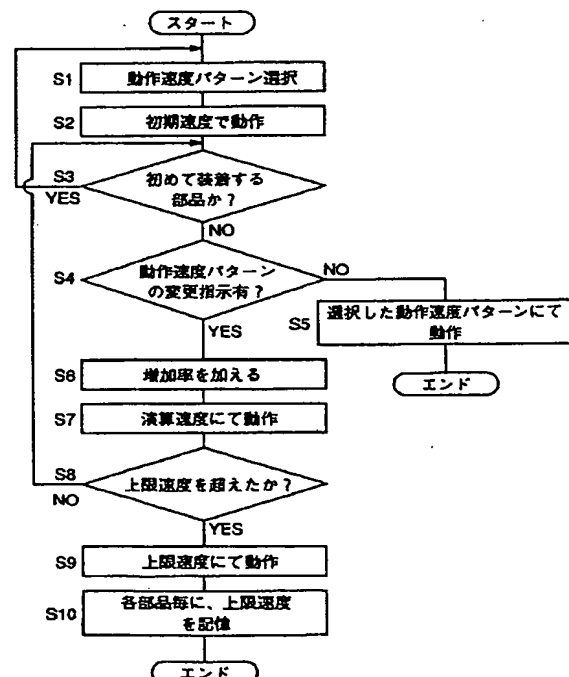 スタート
S1
動作速度パターン選択
S2
初期速度で動作
S3
YES
初めて装着する
部品か？
NO
S4
動作速度パターン
の変更指示有？
NO
YES
S5
選択した動作速度パターンにて
動作
エンド
S6
増加率を加える
S7
演算速度にて動作
S8
NO
上限速度を超えたか？
YES
S9
上限速度にて動作
S10
各部品毎に、上限速度
を記憶
エンド